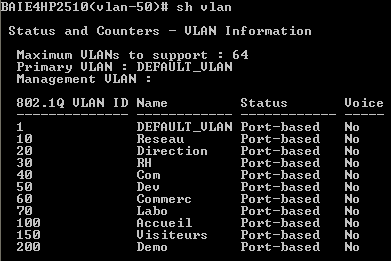 BAIE4HP2510(vlan-50)# sh vlan
Status and Counters - VLAN Information
Maximum VLANs to support : 64
Primary VLAN : DEFAULT_VLAN
Management VLAN :
802.1Q VLAN ID Name Status Voice
-------------- ------------ ------------ -----
1 DEFAULT_VLAN Port-based No
10 Reseau Port-based No
20 Direction Port-based No
30 RH Port-based No
40 Com Port-based No
50 Dev Port-based No
60 Commerc Port-based No
70 Labo Port-based No
100 Accueil Port-based No
150 Visiteurs Port-based No
200 Demo Port-based No